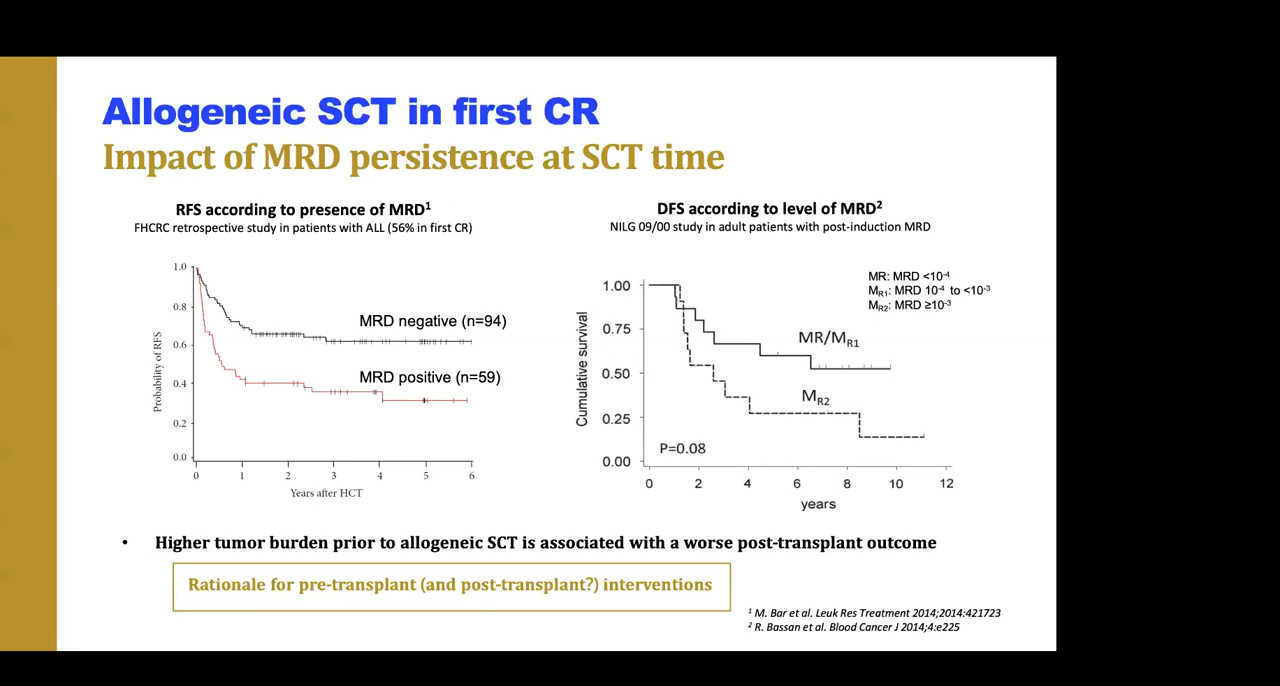 Allogeneic SCT in first CR
Impact of MRD persistence at SCT time
RFS according to presence of MRD¹
FHCRC retrospective study in patients with ALL (56% in first CR)
1.0
0.8
0.6
0.4
0.2
0.0
Probability of RFS
MRD negative (n=94)
MRD positive (n=59)
0 1 2 3 4 5 6
Years after HCT
DFS according to level of MRD²
NILG 09/00 study in adult patients with post-induction MRD
MR: MRD <10⁻⁴
M_R1: MRD 10⁻⁴ to <10⁻³
M_R2: MRD ≥10⁻³
1.00
0.75
0.50
0.25
0.00
Cumulative survival
MR/M_R1
M_R2
P=0.08
0 2 4 6 8 10 12
years
• Higher tumor burden prior to allogeneic SCT is associated with a worse post-transplant outcome
Rationale for pre-transplant (and post-transplant?) interventions
¹ M. Bar et al. Leuk Res Treatment 2014;2014:421723
² R. Bassan et al. Blood Cancer J 2014;4:e225